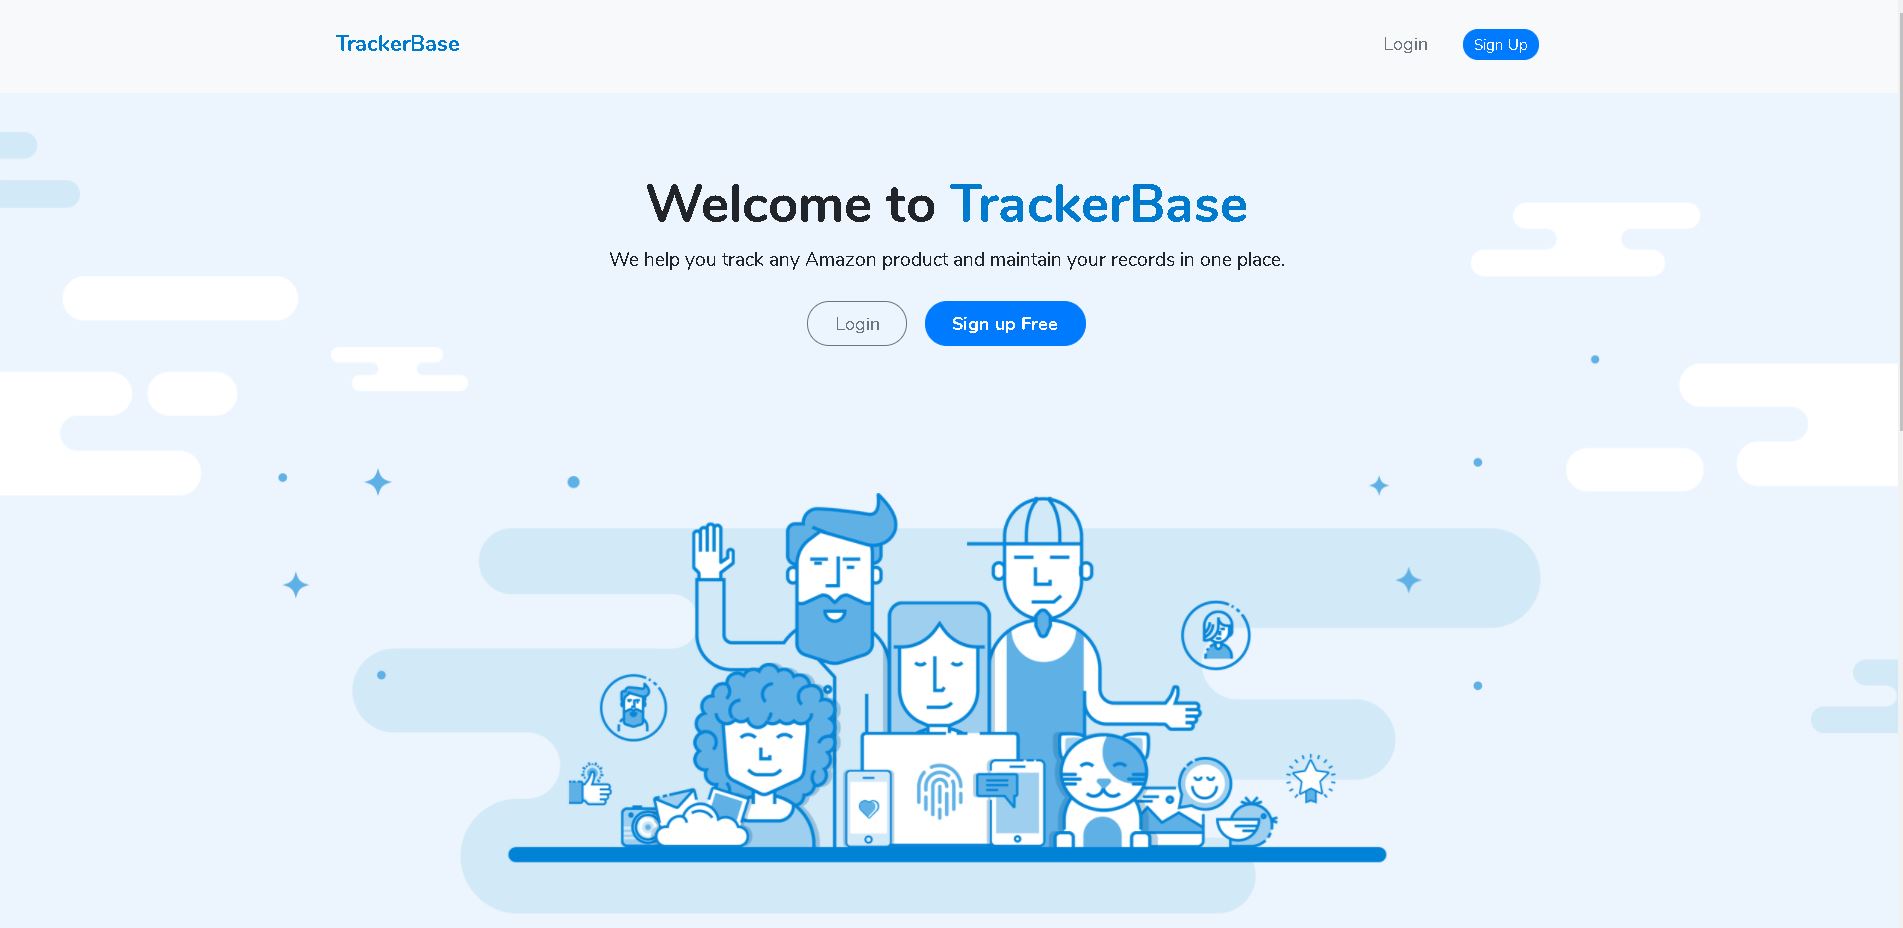 TrackerBase
Login
Sign Up
Welcome to TrackerBase
We help you track any Amazon product and maintain your records in one place.
Login
Sign up Free